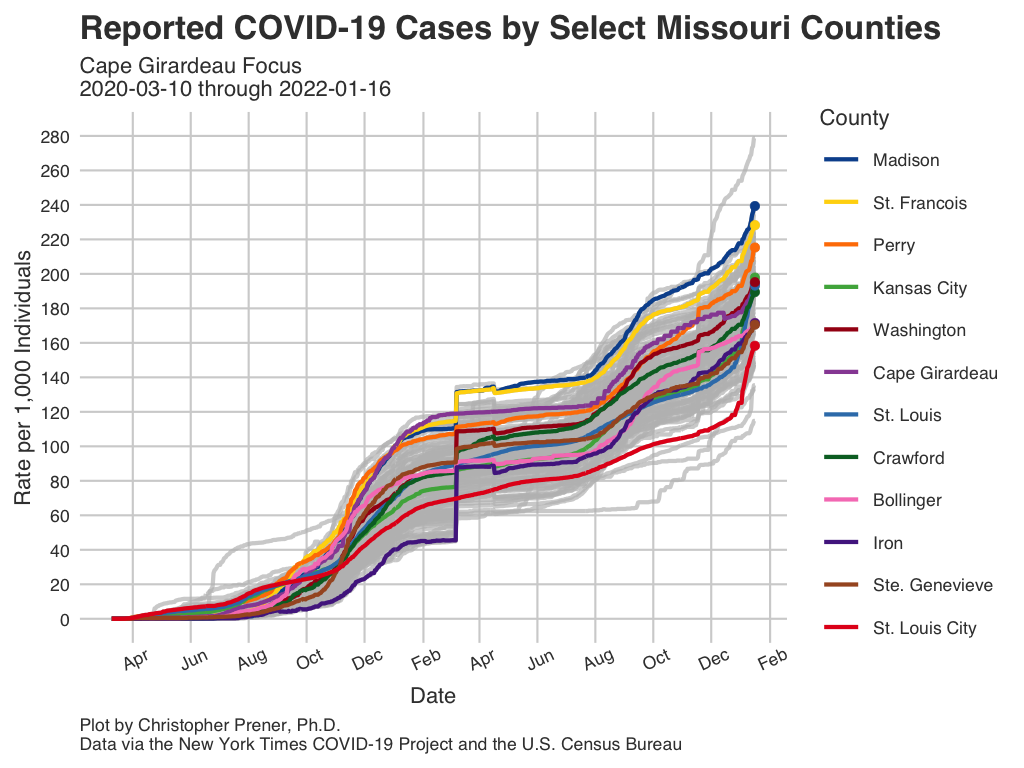 Reported COVID-19 Cases by Select Missouri Counties
Cape Girardeau Focus
2020-03-10 through 2022-01-16
County
Madison
St. Francois
Perry
Kansas City
Washington
Cape Girardeau
St. Louis
Crawford
Bollinger
Iron
Ste. Genevieve
St. Louis City
Rate per 1,000 Individuals
280
260
240
220
200
180
160
140
120
100
80
60
40
20
0
Apr Jun Aug Oct Dec Feb Apr Jun Aug Oct Dec Feb
Date
Plot by Christopher Prener, Ph.D.
Data via the New York Times COVID-19 Project and the U.S. Census Bureau